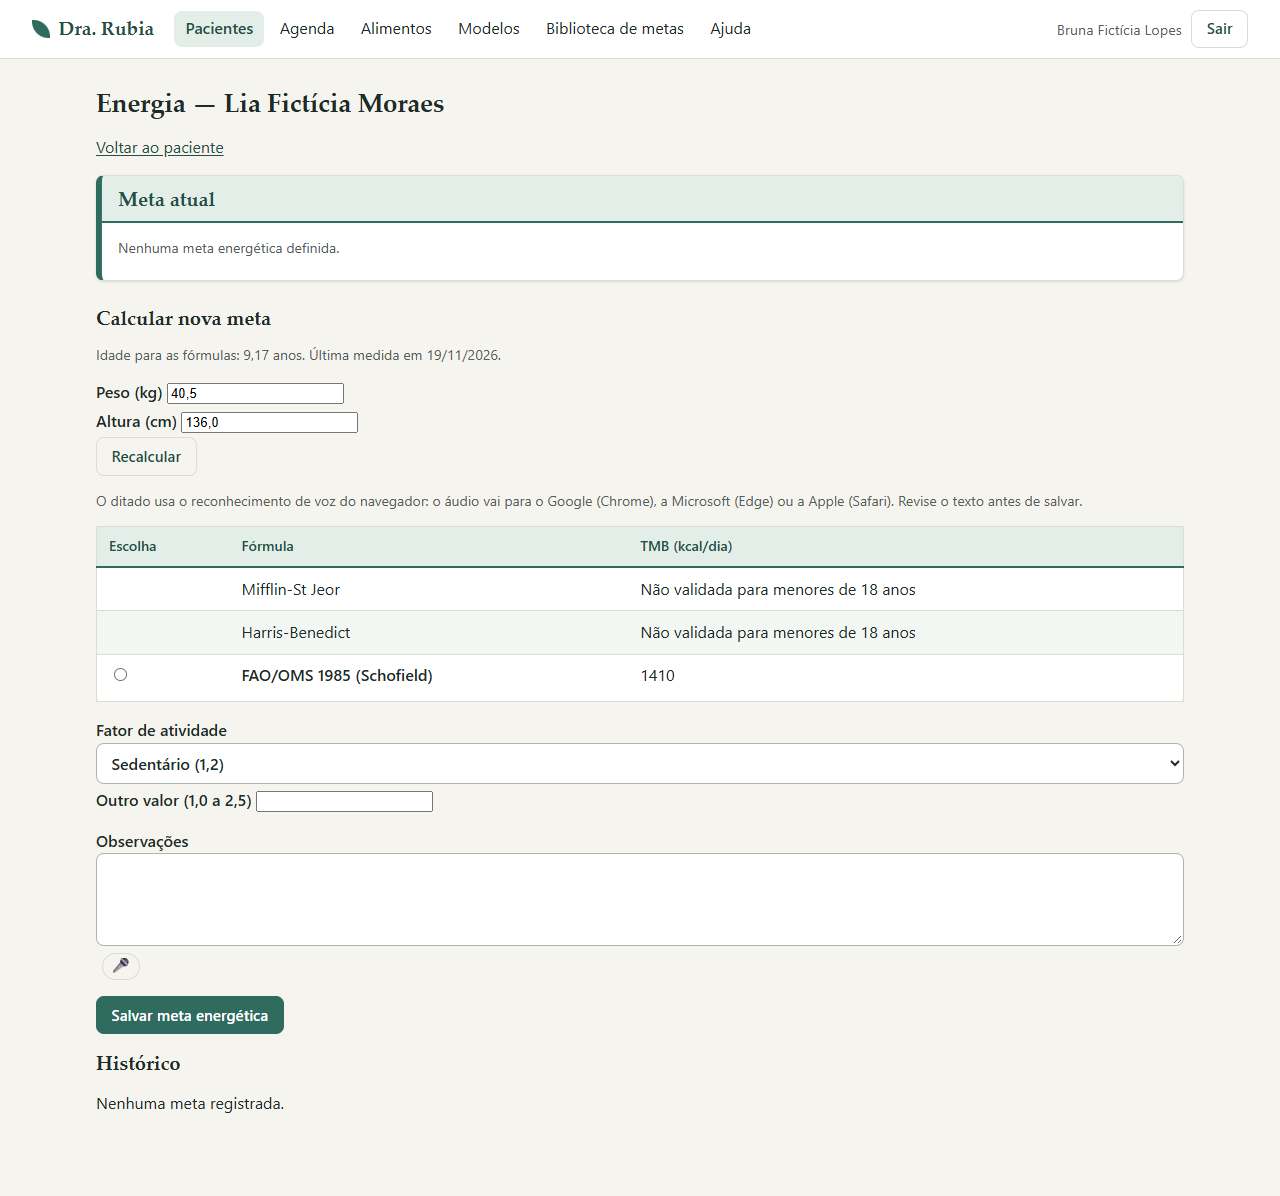 Dra. Rubia
Pacientes
Agenda
Alimentos
Modelos
Biblioteca de metas
Ajuda
Bruna Fictícia Lopes
Sair
Energia — Lia Fictícia Moraes
Voltar ao paciente
Meta atual
Nenhuma meta energética definida.
Calcular nova meta
Idade para as fórmulas: 9,17 anos. Última medida em 19/11/2026.
Peso (kg) 40,5
Altura (cm) 136,0
Recalcular
O ditado usa o reconhecimento de voz do navegador: o áudio vai para o Google (Chrome), a Microsoft (Edge) ou a Apple (Safari). Revise o texto antes de salvar.
Escolha Fórmula TMB (kcal/dia)
Mifflin-St Jeor Não validada para menores de 18 anos
Harris-Benedict Não validada para menores de 18 anos
FAO/OMS 1985 (Schofield) 1410
Fator de atividade
Sedentário (1,2)
Outro valor (1,0 a 2,5)
Observações
Salvar meta energética
Histórico
Nenhuma meta registrada.